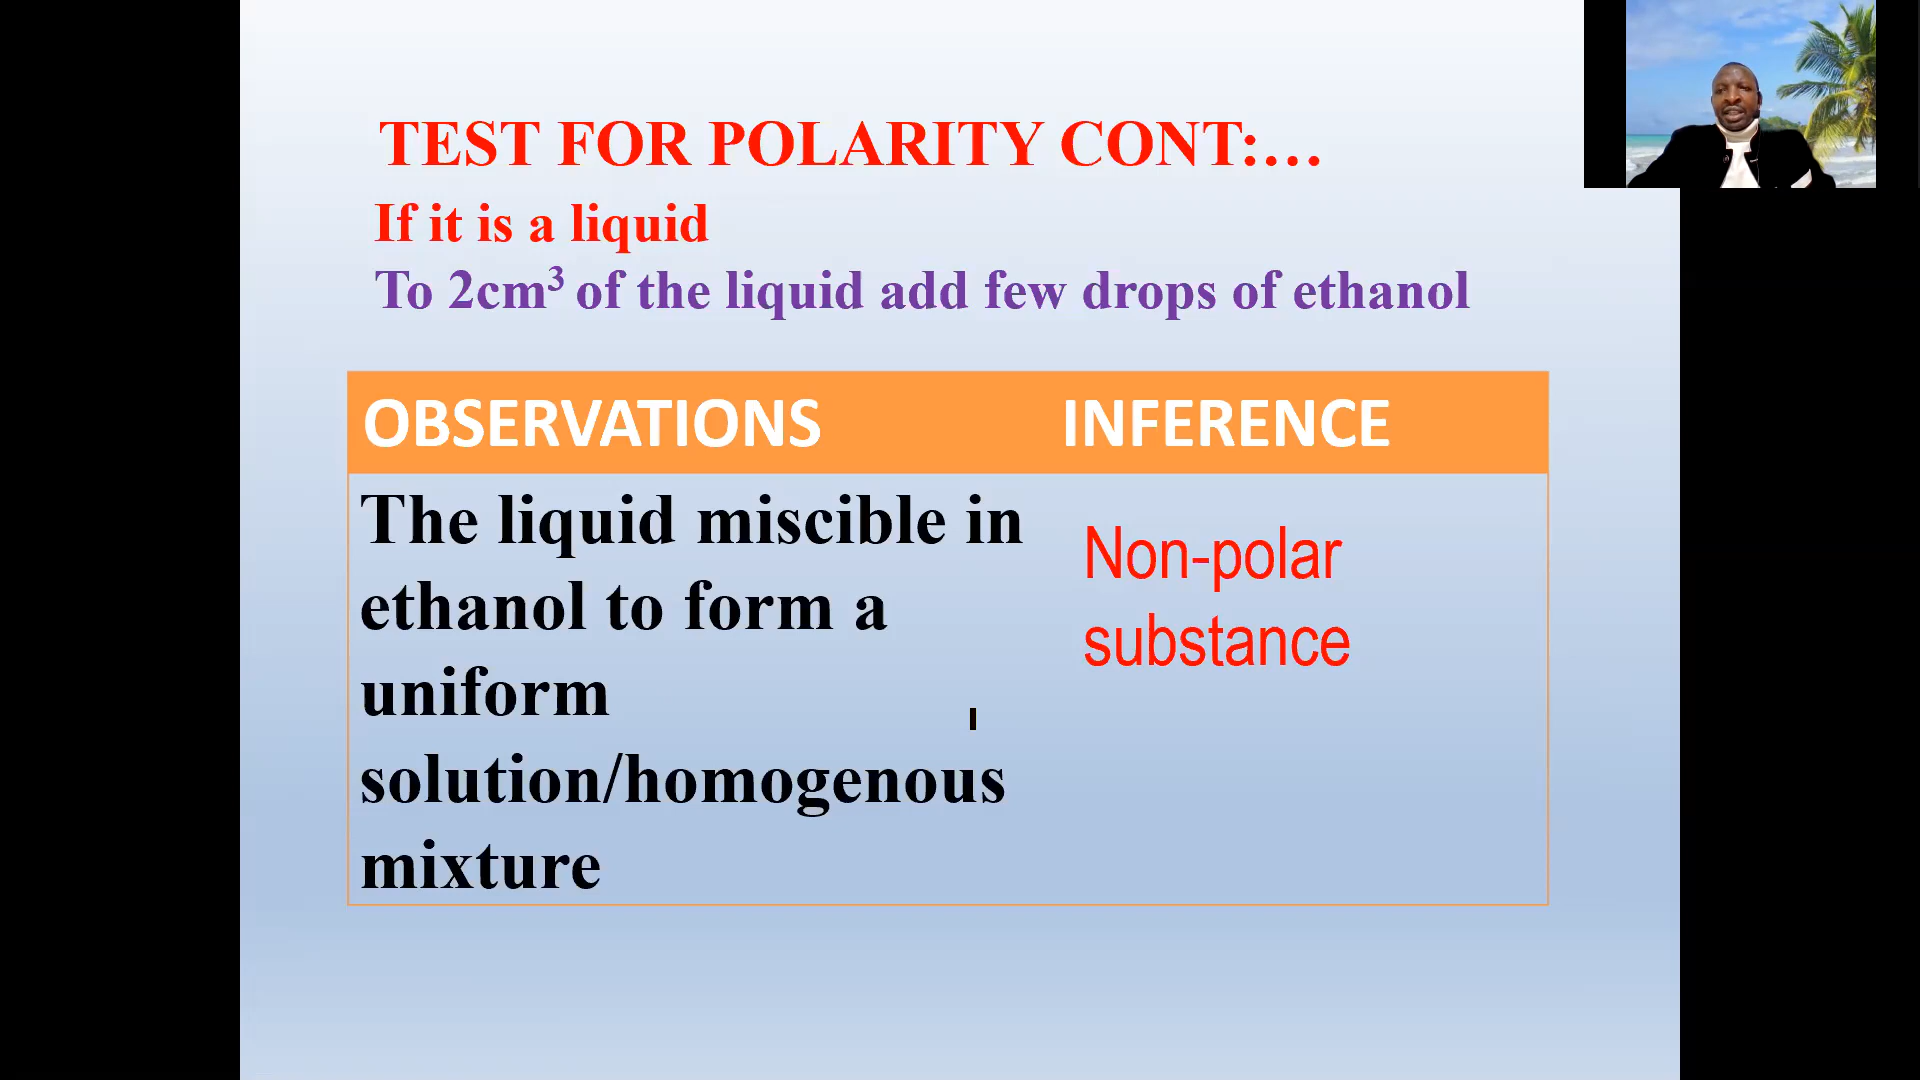 TEST FOR POLARITY CONT:...
If it is a liquid
To 2cm³ of the liquid add few drops of ethanol
OBSERVATIONS
INFERENCE
The liquid miscible in
ethanol to form a
uniform
solution/homogenous
mixture
Non-polar
substance